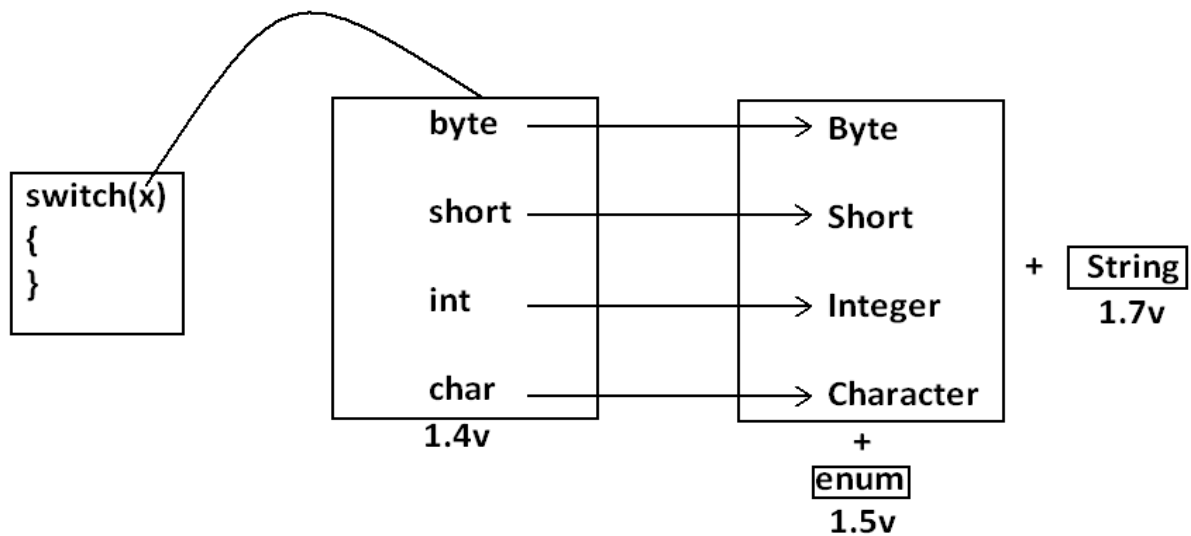 switch(x)
{
}
byte
short
int
char
1.4v
Byte
Short
Integer
Character
+
enum
1.5v
+
String
1.7v